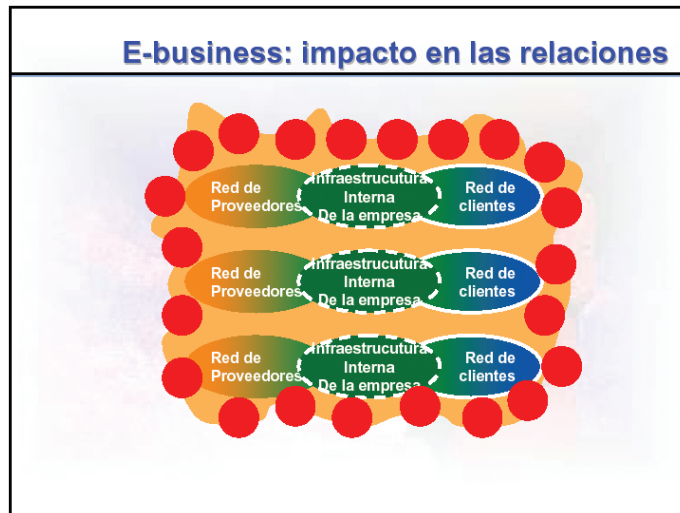 E-business: impacto en las relaciones
Red de
Proveedores
Infraestrucutura
Interna
De la empresa
Red de
clientes
Red de
Proveedores
Infraestrucutura
Interna
De la empresa
Red de
clientes
Red de
Proveedores
Infraestrucutura
Interna
De la empresa
Red de
clientes